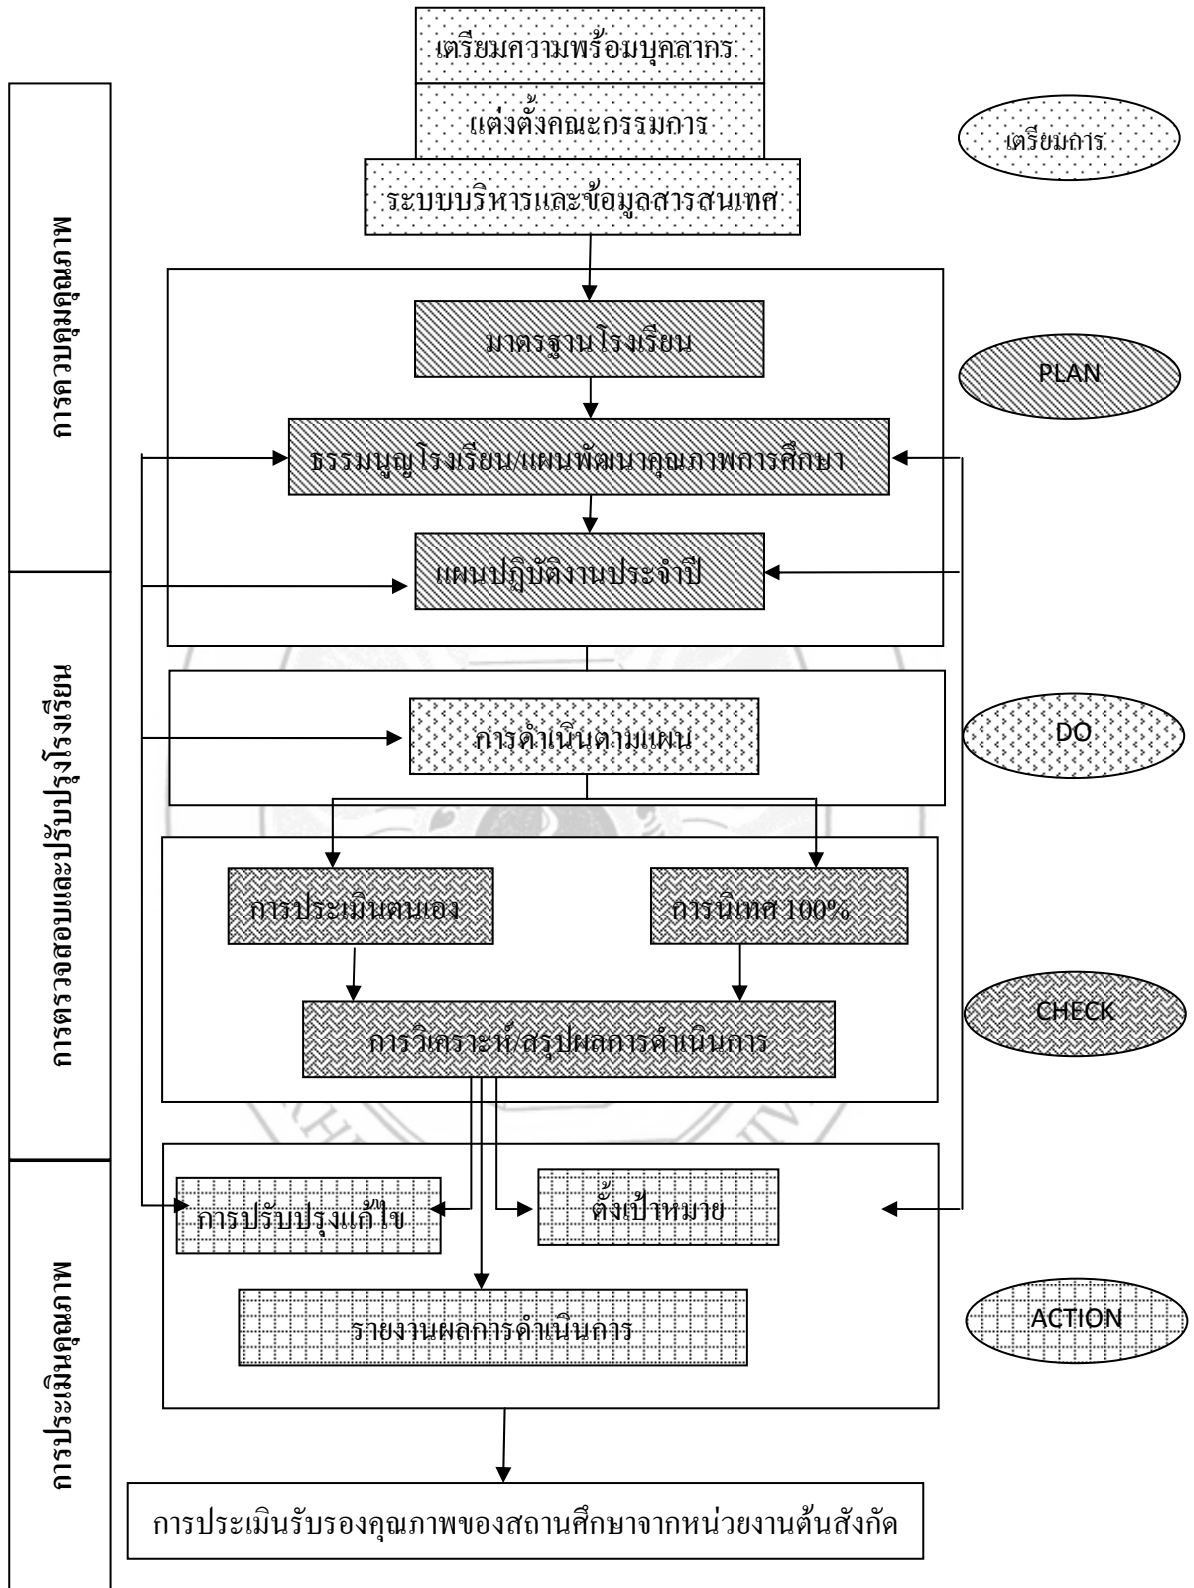 เตรียมความพร้อมบุคลากร
แต่งตั้งคณะกรรมการ
ระบบบริหารและข้อมูลสารสนเทศ
เตรียมการ
การควบคุมคุณภาพ
มาตรฐานโรงเรียน
PLAN
ธรรมนูญโรงเรียน/แผนพัฒนาคุณภาพการศึกษา
แผนปฏิบัติงานประจำปี
การตรวจสอบและปรับปรุงโรงเรียน
การดำเนินตามแผน
DO
การประเมินตนเอง
การนิเทศ 100%
การวิเคราะห์/สรุปผลการดำเนินการ
CHECK
การปรับปรุงแก้ไข
ตั้งเป้าหมาย
รายงานผลการดำเนินการ
ACTION
การประเมินคุณภาพ
การประเมินรับรองคุณภาพของสถานศึกษาจากหน่วยงานต้นสังกัด